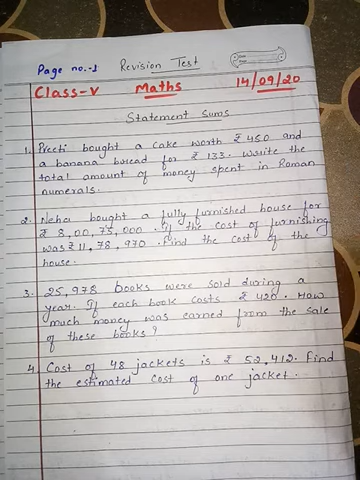 Page no.-1 Revision Test
Class-V Maths 14/09/20
Statement Sums
1. Preeti bought a cake worth ₹ 450 and
a banana bread for ₹ 133. Write the
total amount of money spent in Roman
numerals.
2. Neha bought a fully furnished house for
₹ 8,00,75,000. If the cost of furnishing
was ₹ 11,78,970. Find the cost of the
house.
3. 25,978 books were sold during a
year. If each book costs ₹ 420. How
much money was earned from the sale
of these books?
4. Cost of 48 jackets is ₹ 52,412. Find
the estimated cost of one jacket.